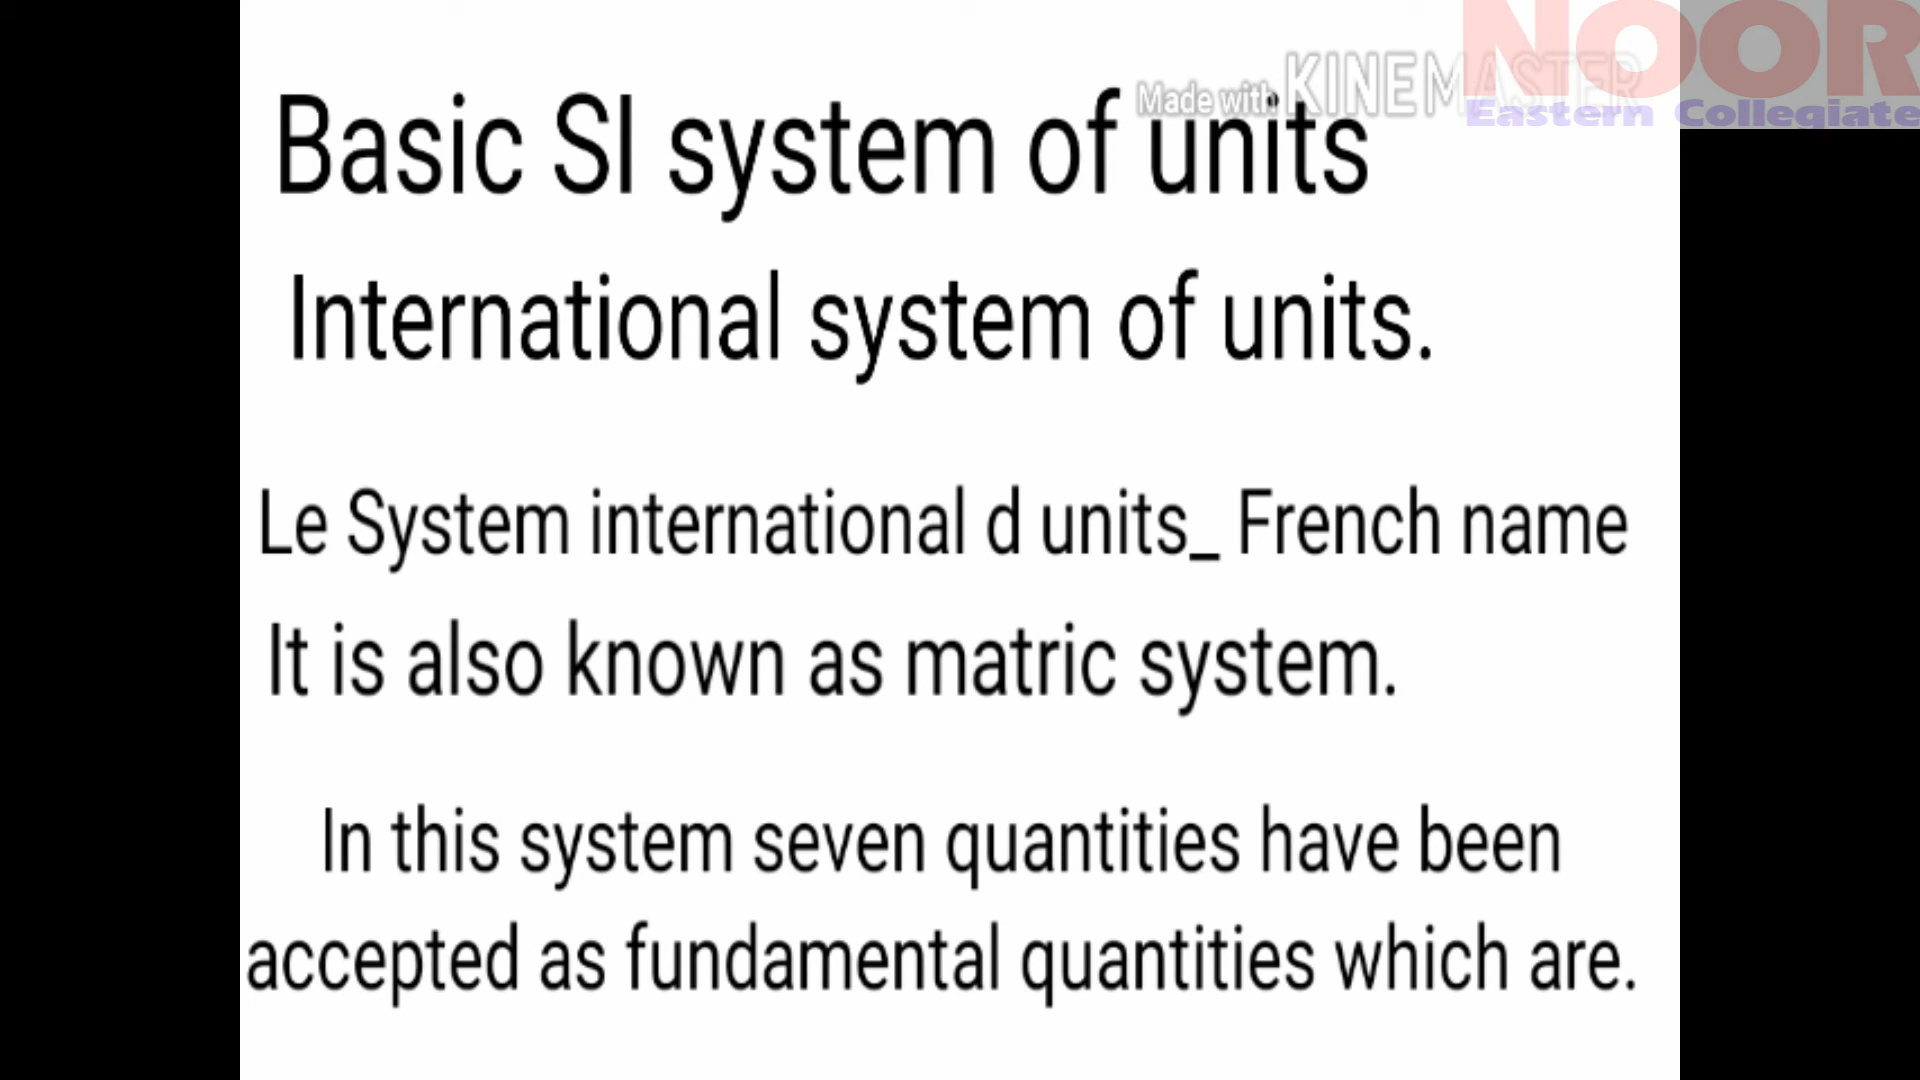 NOOR
Made with KINEMASTER
Eastern Collegiate
Basic SI system of units
International system of units.
Le System international d units_ French name
It is also known as matric system.
In this system seven quantities have been
accepted as fundamental quantities which are.